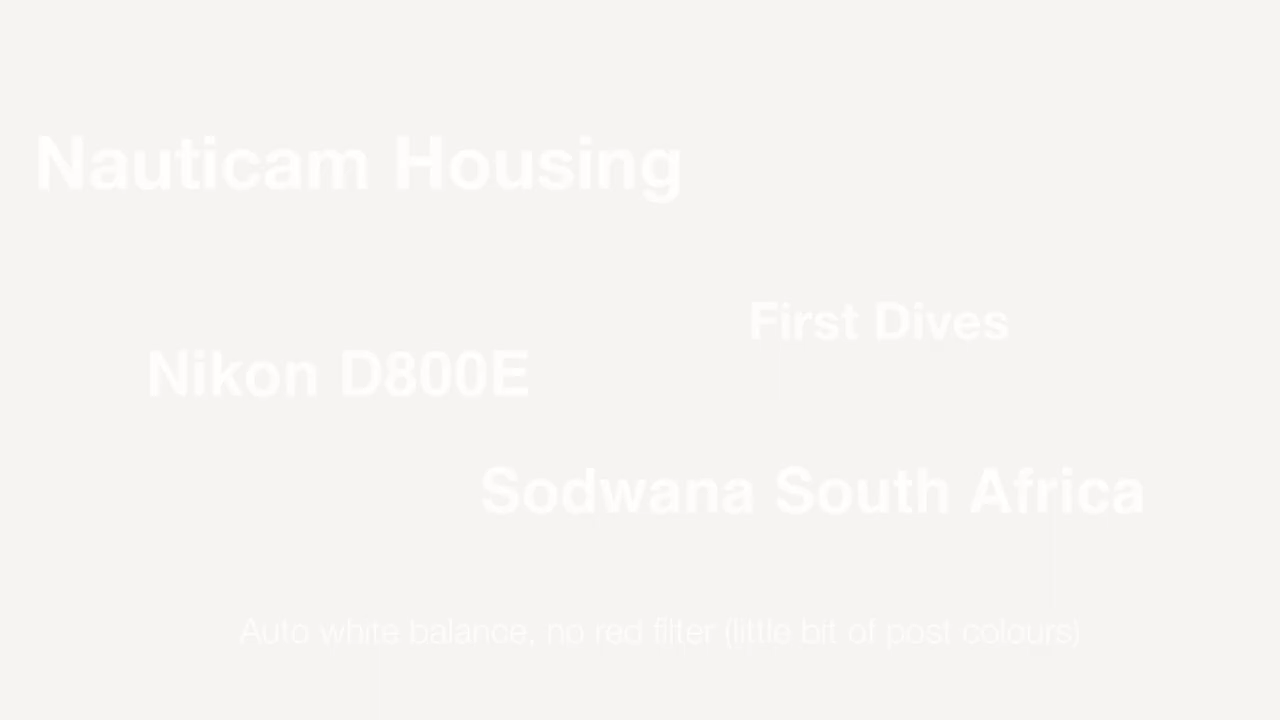 Nauticam Housing
First Dives
Nikon D800E
Sodwana South Africa
Auto white balance, no red filter (little bit of post colours)